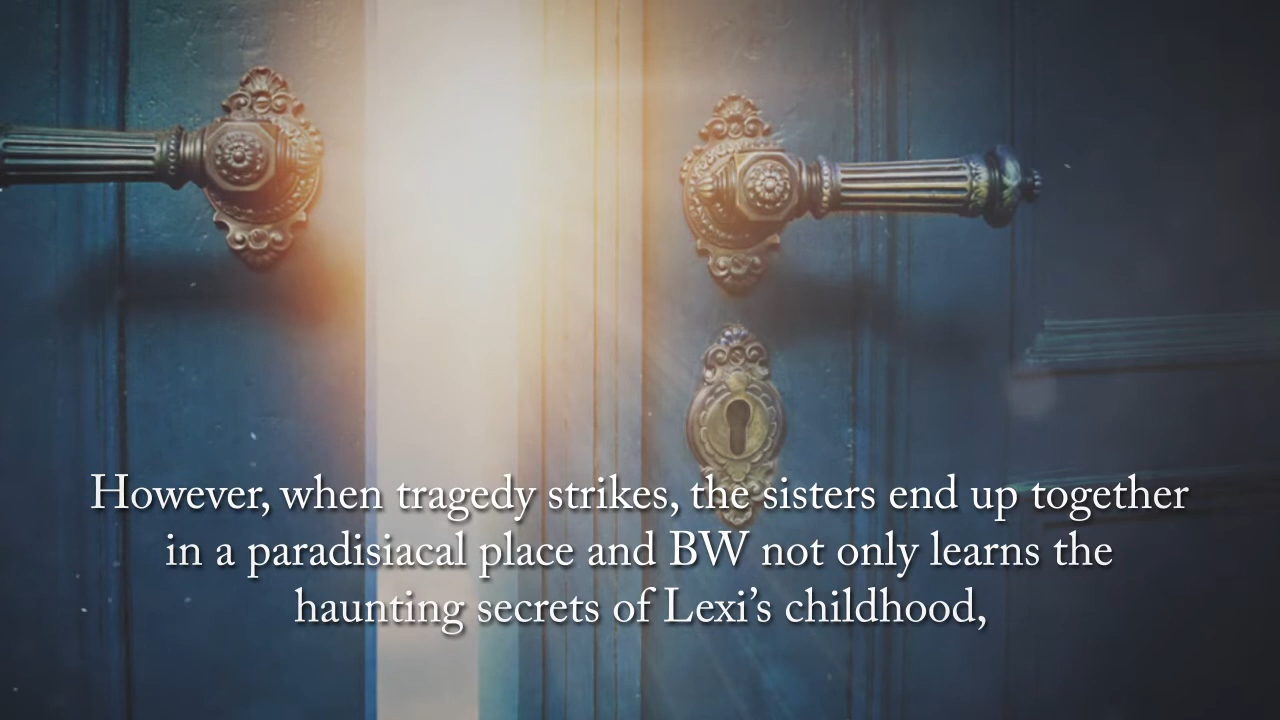 However, when tragedy strikes, the sisters end up together
in a paradisiacal place and BW not only learns the
haunting secrets of Lexi’s childhood,